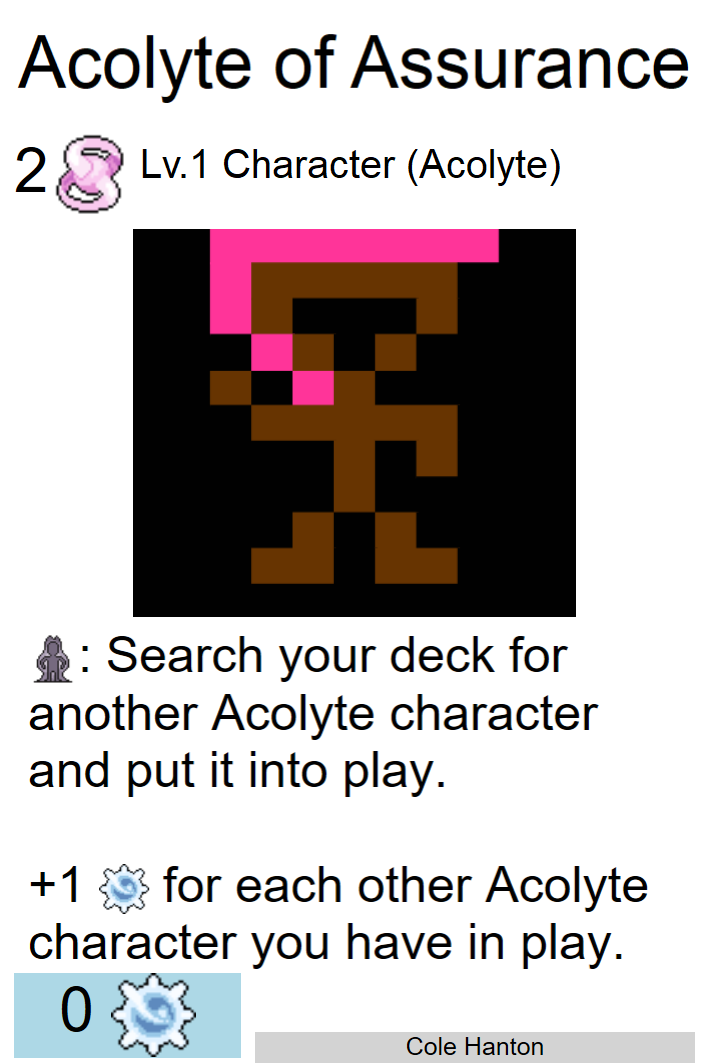 Acolyte of Assurance
2 Lv.1 Character (Acolyte)
: Search your deck for
another Acolyte character
and put it into play.
+1 for each other Acolyte
character you have in play.
0
Cole Hanton